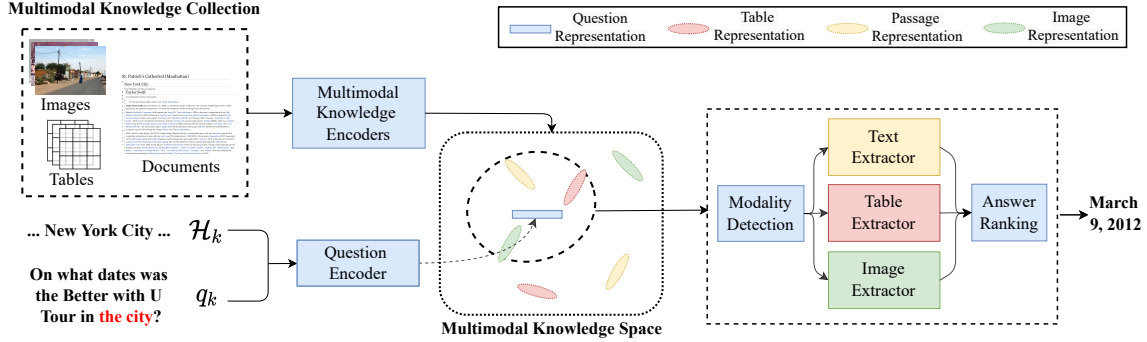 Multimodal Knowledge Collection
Images
Tables
St. Patrick's Cathedral (Manhattan)
New York City
Taylor Swift
Documents
Multimodal
Knowledge
Encoders
Question
Representation
Table
Representation
Passage
Representation
Image
Representation
... New York City ...
H_k
On what dates was
the Better with U
Tour in the city?
q_k
Question
Encoder
Multimodal Knowledge Space
Modality
Detection
Text
Extractor
Table
Extractor
Image
Extractor
Answer
Ranking
March
9, 2012